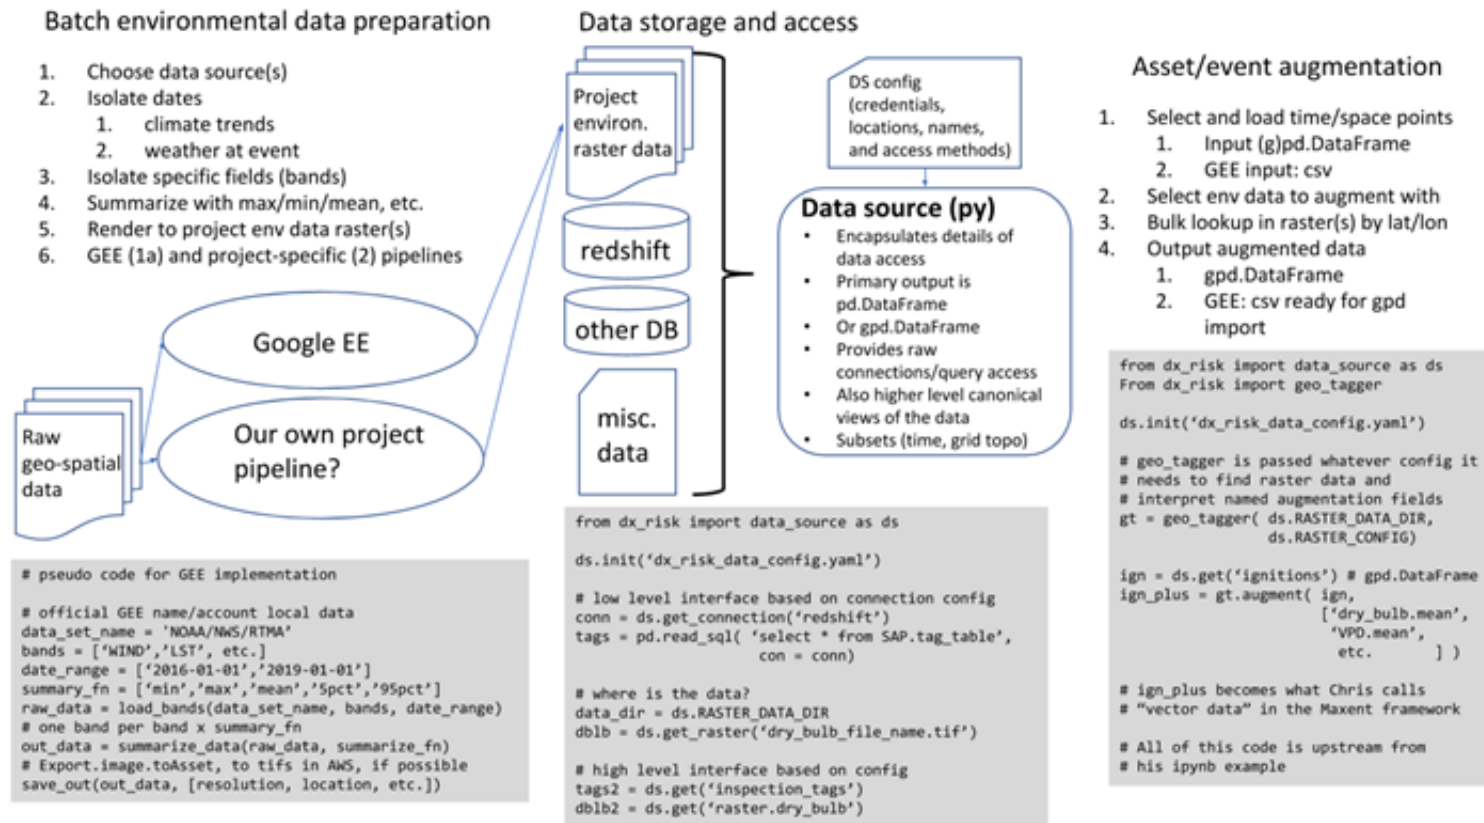 Batch environmental data preparation
1. Choose data source(s)
2. Isolate dates
1. climate trends
2. weather at event
3. Isolate specific fields (bands)
4. Summarize with max/min/mean, etc.
5. Render to project env data raster(s)
6. GEE (1a) and project-specific (2) pipelines
Google EE
Our own project
pipeline?
Raw
geo-spatial
data
# pseudo code for GEE implementation
# official GEE name/account local data
data_set_name = 'NOAA/NWS/RTMA'
bands = ['WIND','LST', etc.]
date_range = ['2016-01-01','2019-01-01']
summary_fn = ['min','max','mean','5pct','95pct']
raw_data = load_bands(data_set_name, bands, date_range)
# one band per band x summary_fn
out_data = summarize_data(raw_data, summarize_fn)
# Export.image.toAsset, to tifs in AWS, if possible
save_out(out_data, [resolution, location, etc.])
Data storage and access
Project
environ.
raster data
redshift
other DB
misc.
data
DS config
(credentials,
locations, names,
and access methods)
Data source (py)
• Encapsulates details of
data access
• Primary output is
pd.DataFrame
• Or gpd.DataFrame
• Provides raw
connections/query access
• Also higher level canonical
views of the data
• Subsets (time, grid topo)
from dx_risk import data_source as ds
ds.init('dx_risk_data_config.yaml')
# low level interface based on connection config
conn = ds.get_connection('redshift')
tags = pd.read_sql( 'select * from SAP.tag_table',
con = conn)
# where is the data?
data_dir = ds.RASTER_DATA_DIR
dblb = ds.get_raster('dry_bulb_file_name.tif')
# high level interface based on config
tags2 = ds.get('inspection_tags')
dblb2 = ds.get('raster.dry_bulb')
Asset/event augmentation
1. Select and load time/space points
1. Input (g)pd.DataFrame
2. GEE input: csv
2. Select env data to augment with
3. Bulk lookup in raster(s) by lat/lon
4. Output augmented data
1. gpd.DataFrame
2. GEE: csv ready for gpd
import
from dx_risk import data_source as ds
From dx_risk import geo_tagger
ds.init('dx_risk_data_config.yaml')
# geo_tagger is passed whatever config it
# needs to find raster data and
# interpret named augmentation fields
gt = geo_tagger( ds.RASTER_DATA_DIR,
ds.RASTER_CONFIG)
ign = ds.get('ignitions') # gpd.DataFrame
ign_plus = gt.augment( ign,
['dry_bulb.mean',
'VPD.mean',
etc. ] )
# ign_plus becomes what Chris calls
# "vector data" in the Maxent framework
# All of this code is upstream from
# his ipynb example